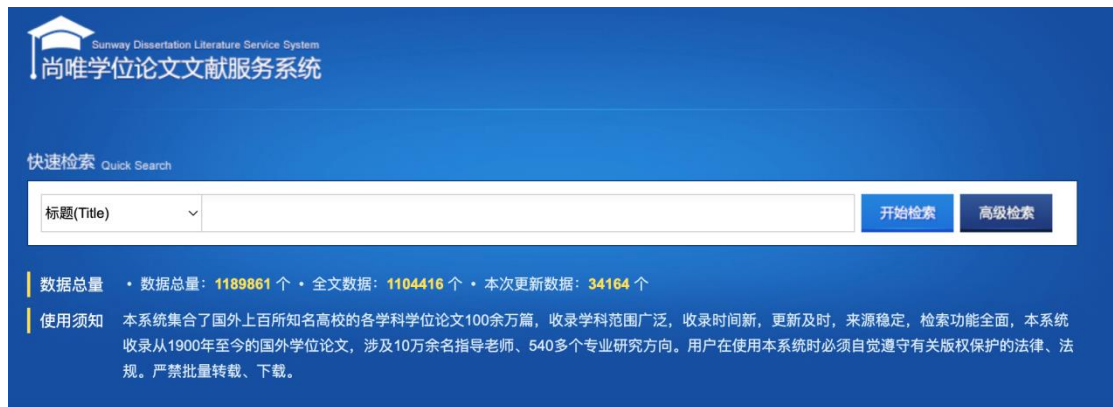 Sunway Dissertation Literature Service System
尚唯学位论文文献服务系统
快速检索 Quick Search
标题(Title) 开始检索 高级检索
数据总量 • 数据总量：1189861 个 • 全文数据：1104416 个 • 本次更新数据：34164 个
使用须知 本系统集合了国外上百所知名高校的各学科学位论文100余万篇，收录学科范围广泛，收录时间新，更新及时，来源稳定，检索功能全面，本系统
收录从1900年至今的国外学位论文，涉及10万余名指导老师、540多个专业研究方向。用户在使用本系统时必须自觉遵守有关版权保护的法律、法
规。严禁批量转载、下载。